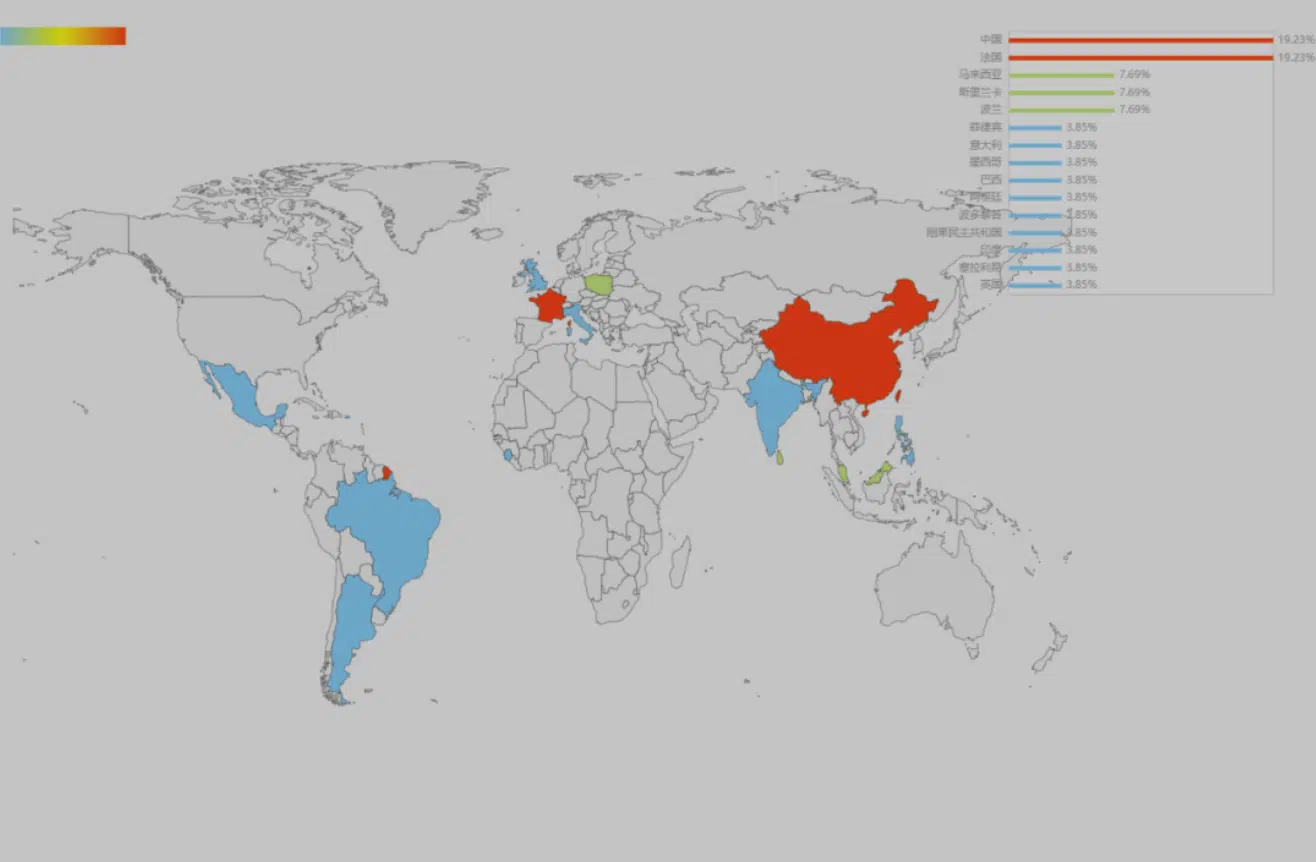 中国 19.23%
法国 19.23%
马来西亚 7.69%
斯里兰卡 7.69%
波兰 7.69%
菲律宾 3.85%
意大利 3.85%
墨西哥 3.85%
巴西 3.85%
阿根廷 3.85%
波多黎各 3.85%
刚果民主共和国 3.85%
印度 3.85%
塞拉利昂 3.85%
英国 3.85%